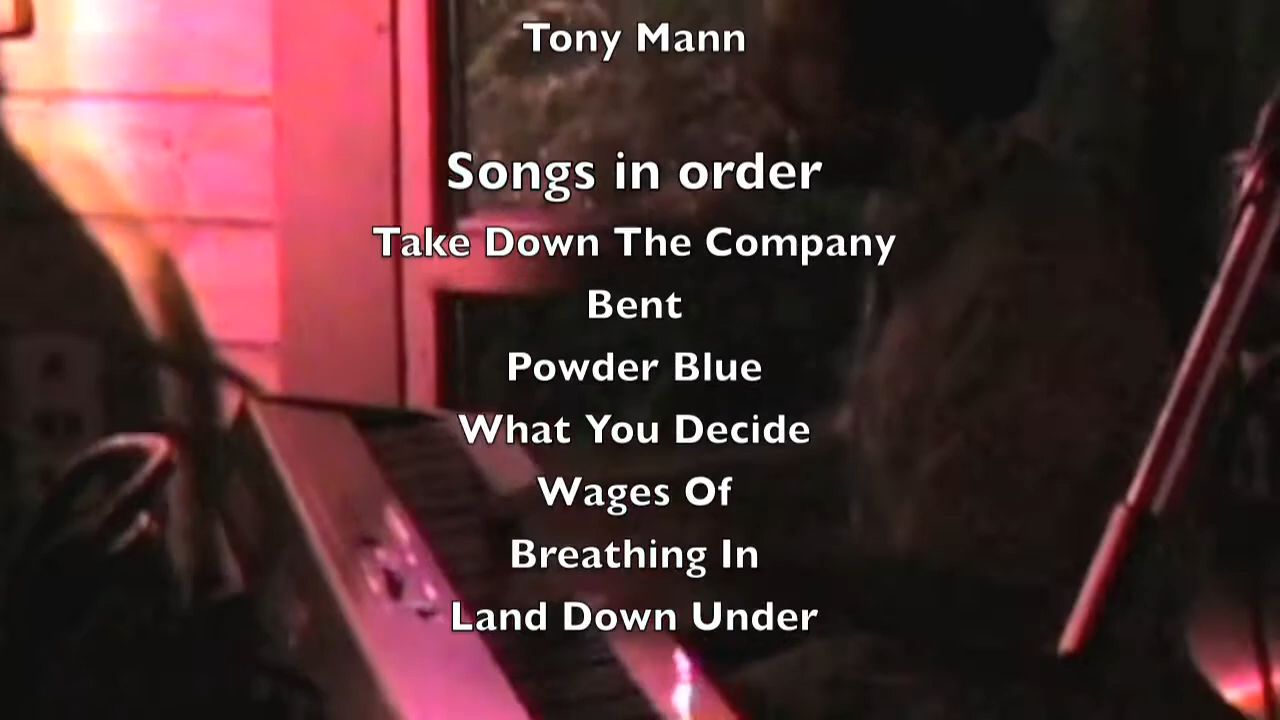 Tony Mann
Songs in order
Take Down The Company
Bent
Powder Blue
What You Decide
Wages Of
Breathing In
Land Down Under